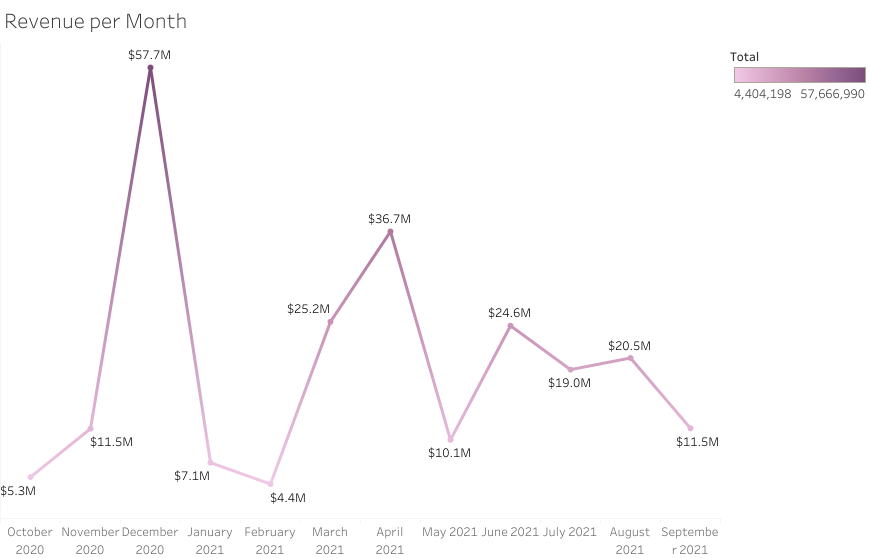 Revenue per Month
Total
4,404,198 57,666,990
$57.7M
$36.7M
$25.2M
$24.6M
$20.5M
$19.0M
$11.5M
$11.5M
$10.1M
$7.1M
$5.3M
$4.4M
October November December January February March April May 2021 June 2021 July 2021 August Septembe
2020 2020 2020 2021 2021 2021 2021 2021 r 2021